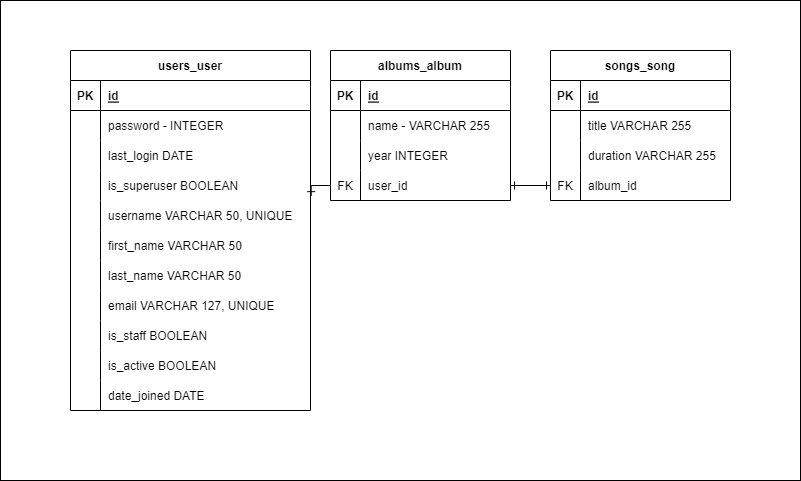 users_user
PK id
password - INTEGER
last_login DATE
is_superuser BOOLEAN
username VARCHAR 50, UNIQUE
first_name VARCHAR 50
last_name VARCHAR 50
email VARCHAR 127, UNIQUE
is_staff BOOLEAN
is_active BOOLEAN
date_joined DATE
albums_album
PK id
name - VARCHAR 255
year INTEGER
FK user_id
songs_song
PK id
title VARCHAR 255
duration VARCHAR 255
FK album_id